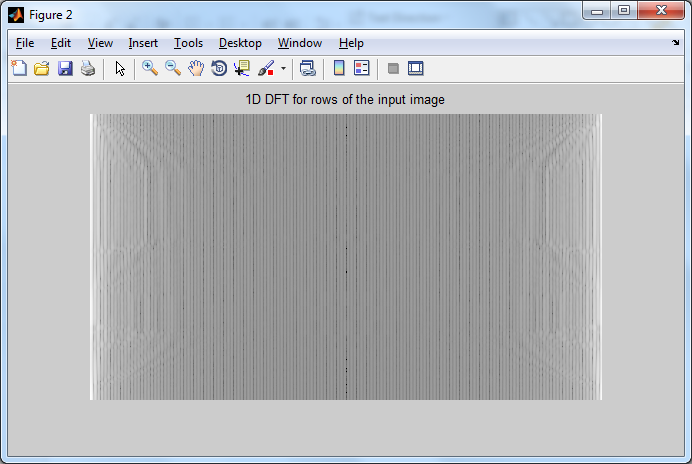 Figure 2
File Edit View Insert Tools Desktop Window Help
1D DFT for rows of the input image